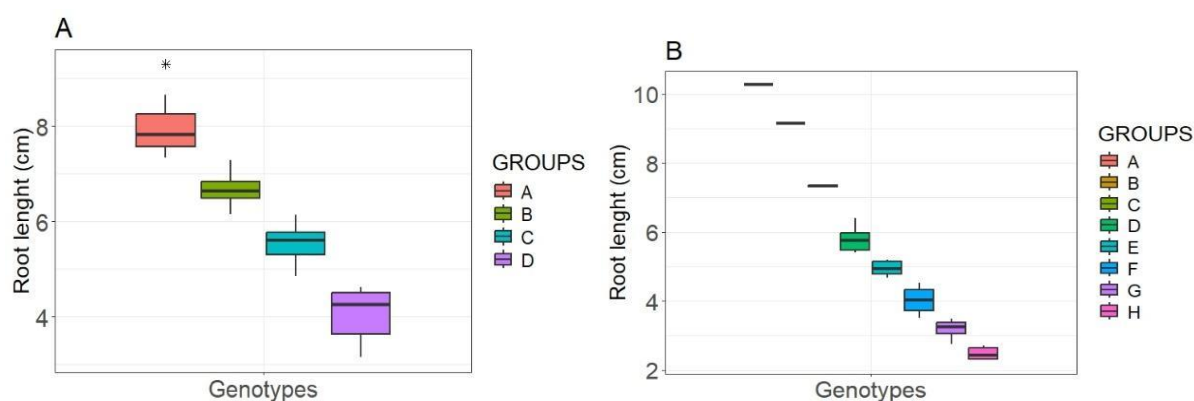 A
Root lenght (cm)
8
6
4
Genotypes
GROUPS
A
B
C
D
B
Root lenght (cm)
10
8
6
4
2
Genotypes
GROUPS
A
B
C
D
E
F
G
H